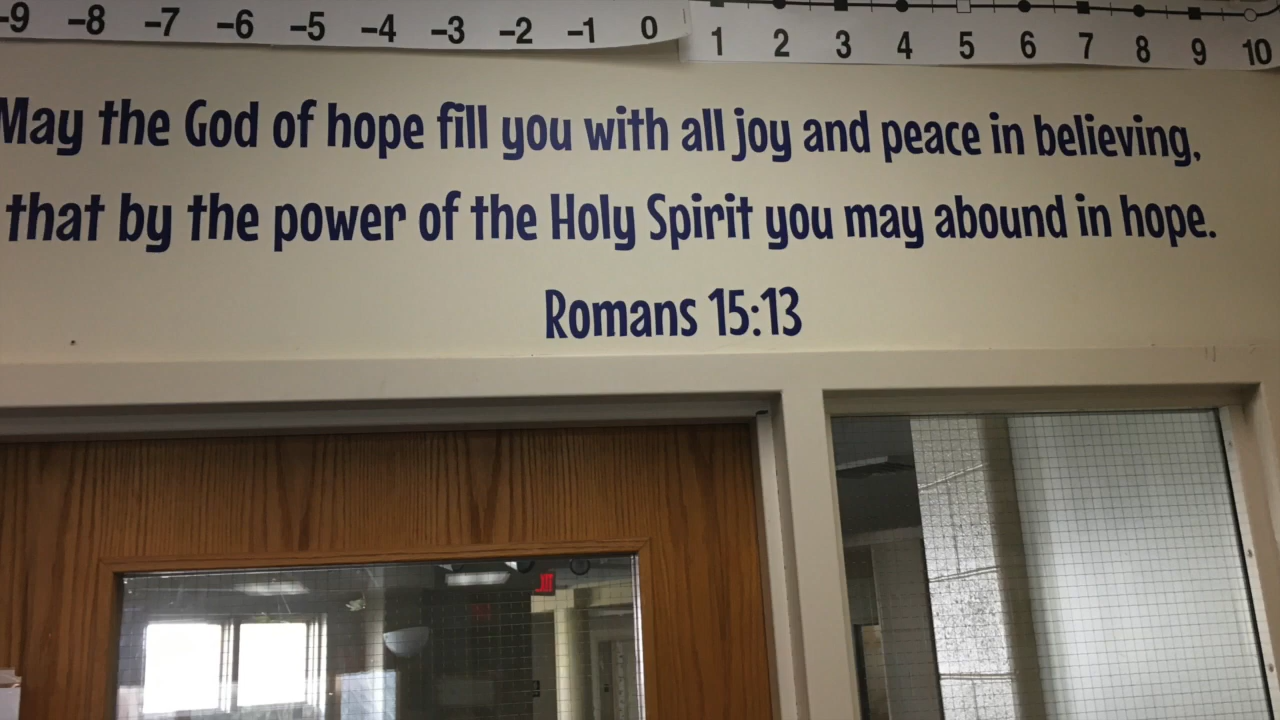 -9 -8 -7 -6 -5 -4 -3 -2 -1 0 1 2 3 4 5 6 7 8 9 10
May the God of hope fill you with all joy and peace in believing,
that by the power of the Holy Spirit you may abound in hope.
Romans 15:13